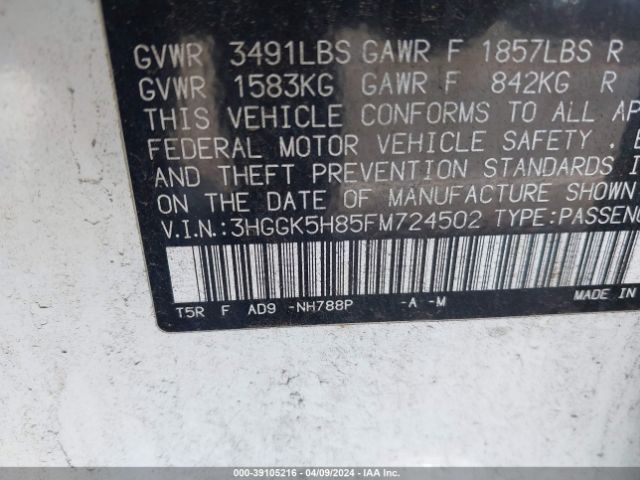 GVWR 3491LBS GAWR F 1857LBS R
GVWR 1583KG GAWR F 842KG R
THIS VEHICLE CONFORMS TO ALL AP
FEDERAL MOTOR VEHICLE SAFETY,
AND THEFT PREVENTION STANDARDS I
ON THE DATE OF MANUFACTURE SHOWN
V.I.N.:3HGGK5H85FM724502 TYPE:PASSEN
T5R F AD9 -NH788P -A -M MADE IN
000-39105216 - 04/09/2024 - IAA Inc.